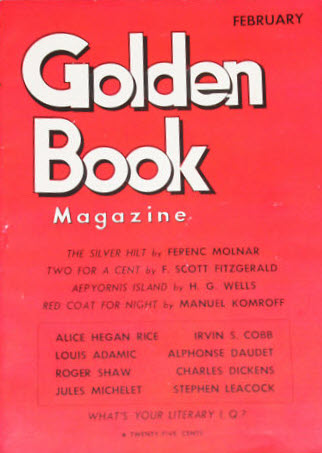 FEBRUARY
Golden
Book
Magazine
THE SILVER HILT by FERENC MOLNAR
TWO FOR A CENT by F. SCOTT FITZGERALD
AEPYORNIS ISLAND by H. G. WELLS
RED COAT FOR NIGHT by MANUEL KOMROFF
ALICE HEGAN RICE IRVIN S. COBB
LOUIS ADAMIC ALPHONSE DAUDET
ROGER SHAW CHARLES DICKENS
JULES MICHELET STEPHEN LEACOCK
WHAT'S YOUR LITERARY I. Q.?
TWENTY-FIVE CENTS